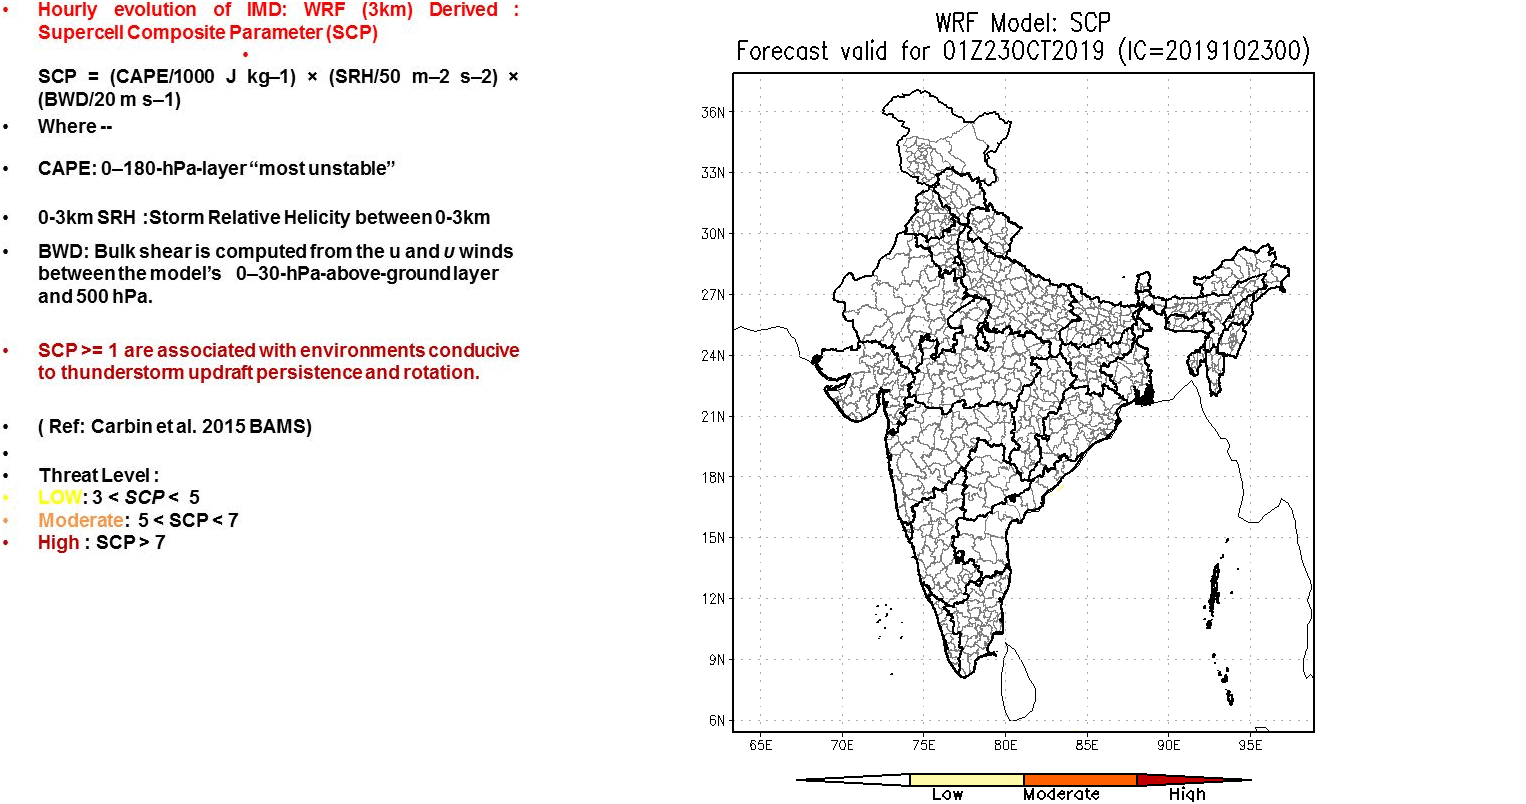 • Hourly evolution of IMD: WRF (3km) Derived :
Supercell Composite Parameter (SCP)
•
SCP = (CAPE/1000 J kg–1) × (SRH/50 m–2 s–2) ×
(BWD/20 m s–1)
• Where --
• CAPE: 0–180-hPa-layer “most unstable”
• 0-3km SRH :Storm Relative Helicity between 0-3km
• BWD: Bulk shear is computed from the u and υ winds
between the model’s 0–30-hPa-above-ground layer
and 500 hPa.
• SCP >= 1 are associated with environments conducive
to thunderstorm updraft persistence and rotation.
• ( Ref: Carbin et al. 2015 BAMS)
•
• Threat Level :
• LOW: 3 < SCP < 5
• Moderate: 5 < SCP < 7
• High : SCP > 7
WRF Model: SCP
Forecast valid for 01Z23OCT2019 (IC=2019102300)
36N
33N
30N
27N
24N
21N
18N
15N
12N
9N
6N
65E 70E 75E 80E 85E 90E 95E
Low Moderate High